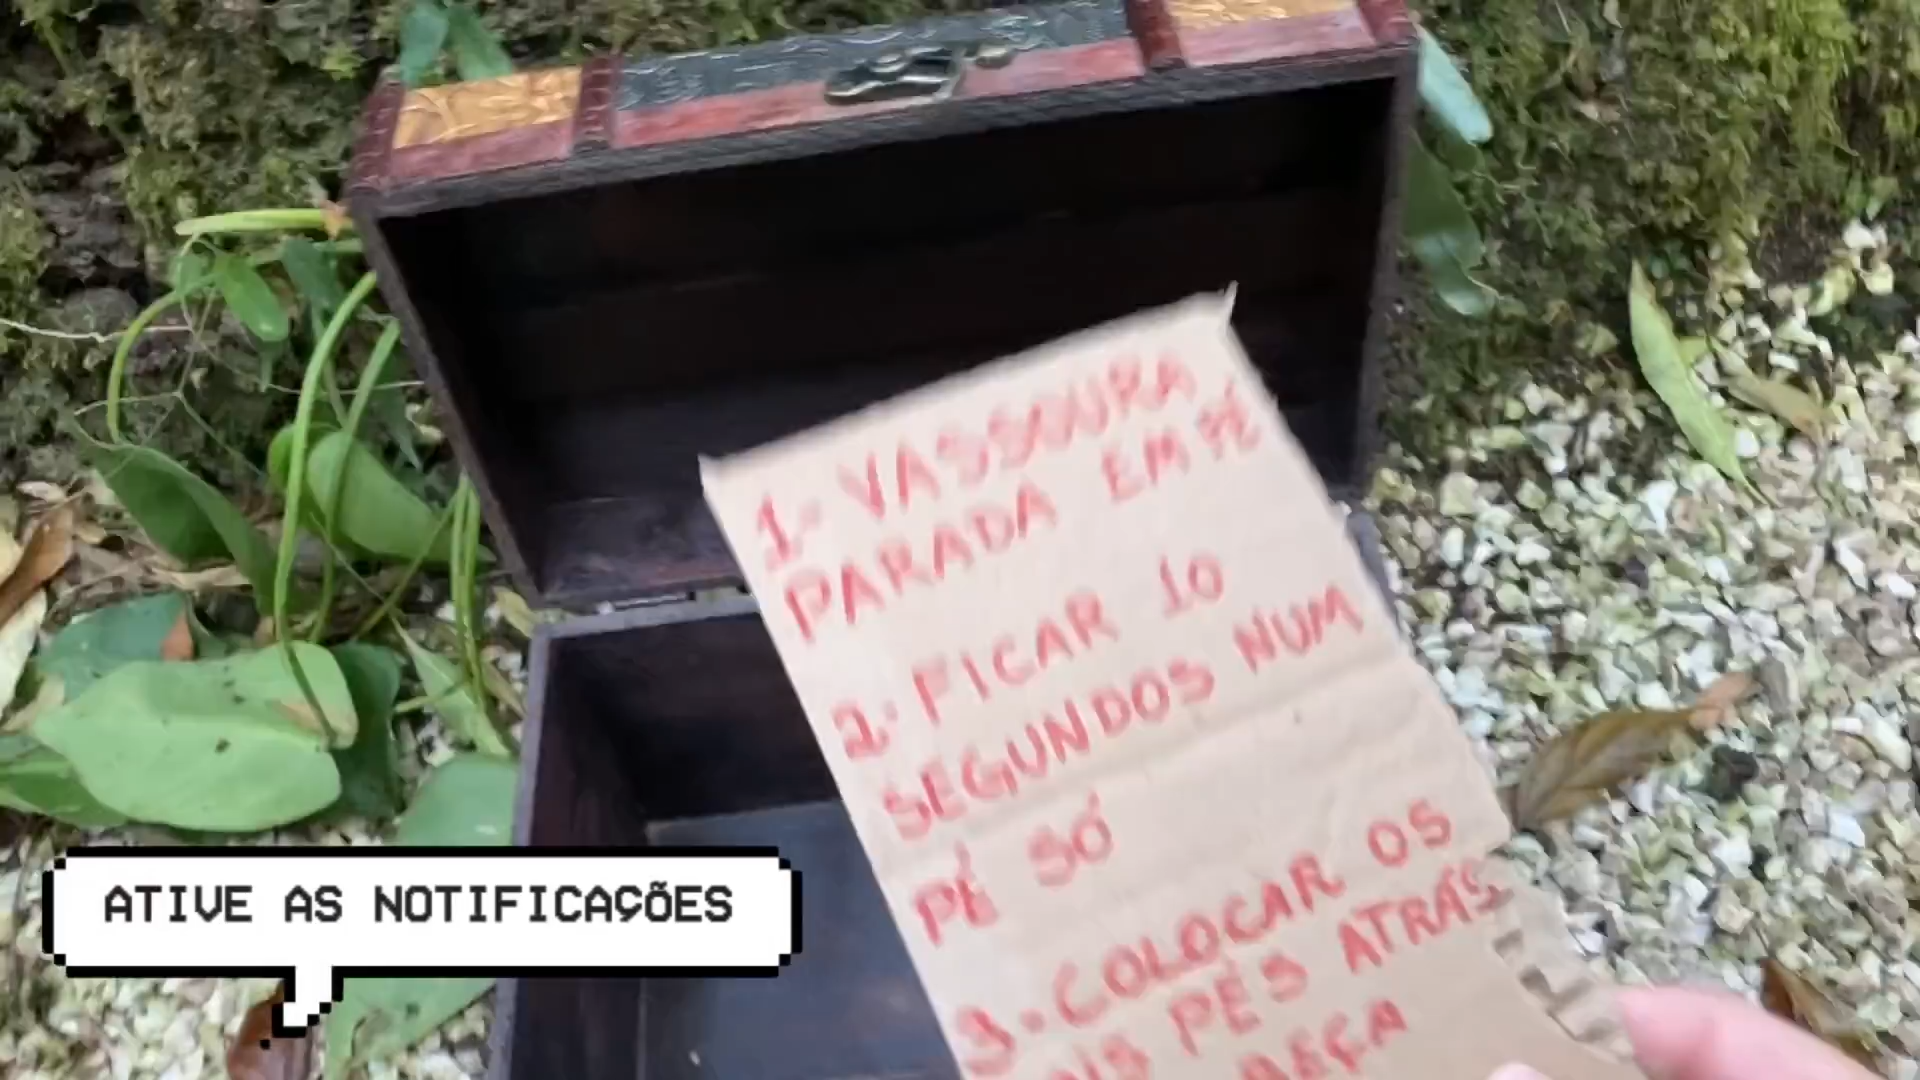 1- VASSOURA
PARADA EM PÉ
2- FICAR 10
SEGUNDOS NUM
PÉ SÓ
3-COLOCAR OS
PÉS ATRÁS
ATIVE AS NOTIFICAÇÕES